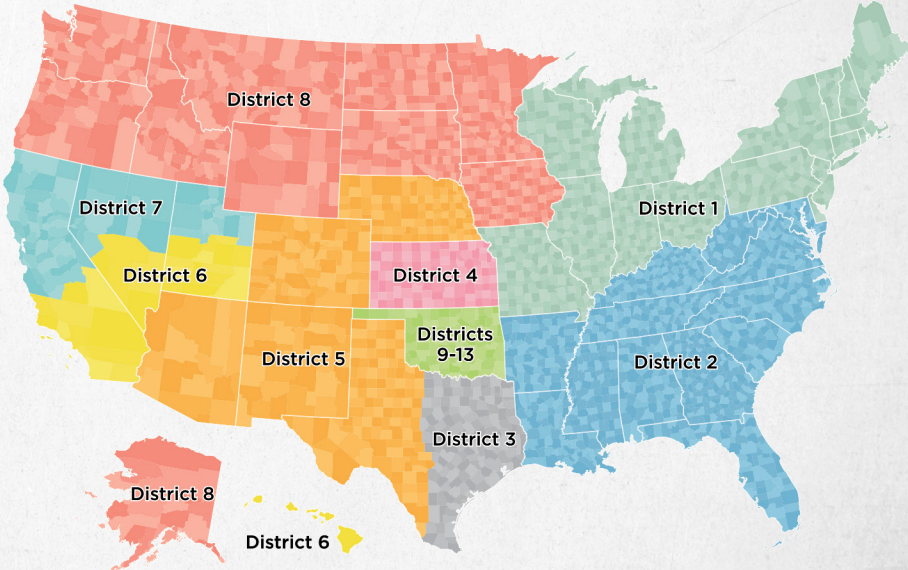 District 8
District 7
District 1
District 6
District 4
Districts
9-13
District 5
District 2
District 3
District 8
District 6